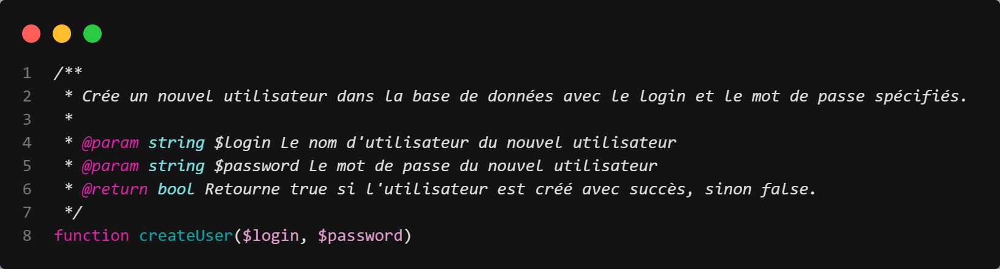 1 /**
2  * Crée un nouvel utilisateur dans la base de données avec le login et le mot de passe spécifiés.
3  *
4  * @param string $login Le nom d'utilisateur du nouvel utilisateur
5  * @param string $password Le mot de passe du nouvel utilisateur
6  * @return bool Retourne true si l'utilisateur est créé avec succès, sinon false.
7  */
8 function createUser($login, $password)